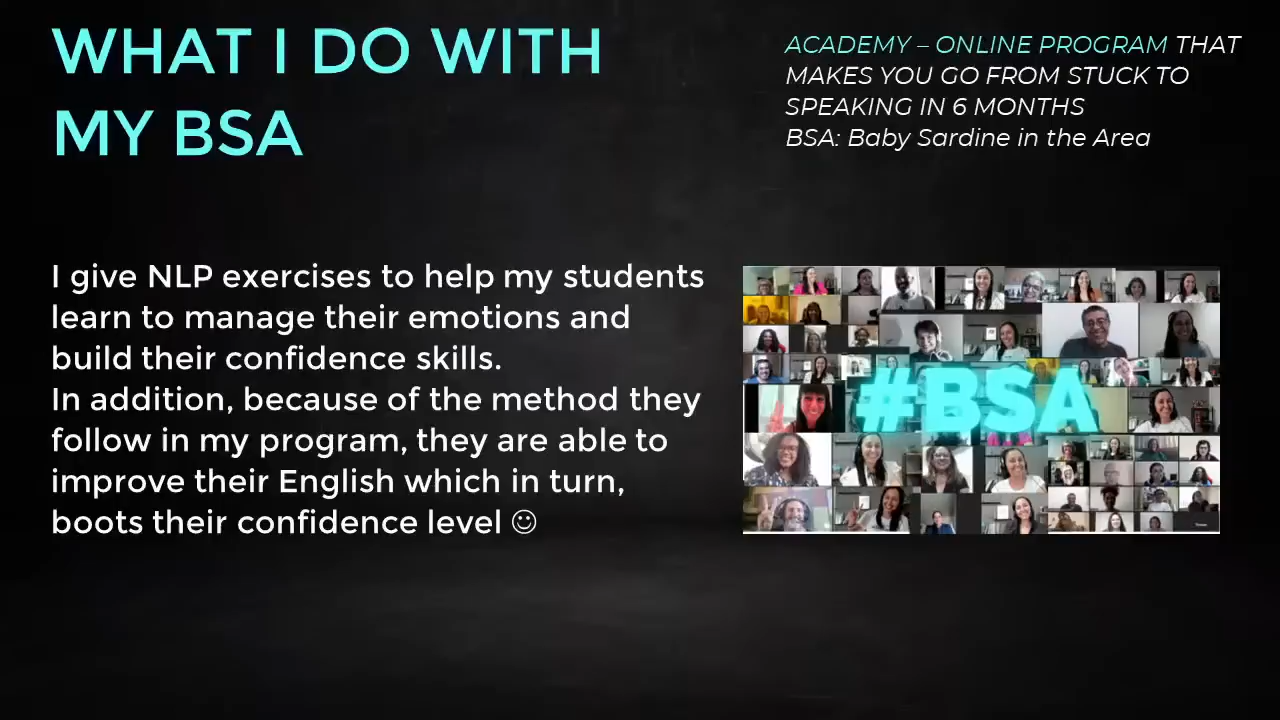 WHAT I DO WITH
MY BSA
ACADEMY – ONLINE PROGRAM THAT
MAKES YOU GO FROM STUCK TO
SPEAKING IN 6 MONTHS
BSA: Baby Sardine in the Area
I give NLP exercises to help my students
learn to manage their emotions and
build their confidence skills.
In addition, because of the method they
follow in my program, they are able to
improve their English which in turn,
boots their confidence level ☺
#BSA